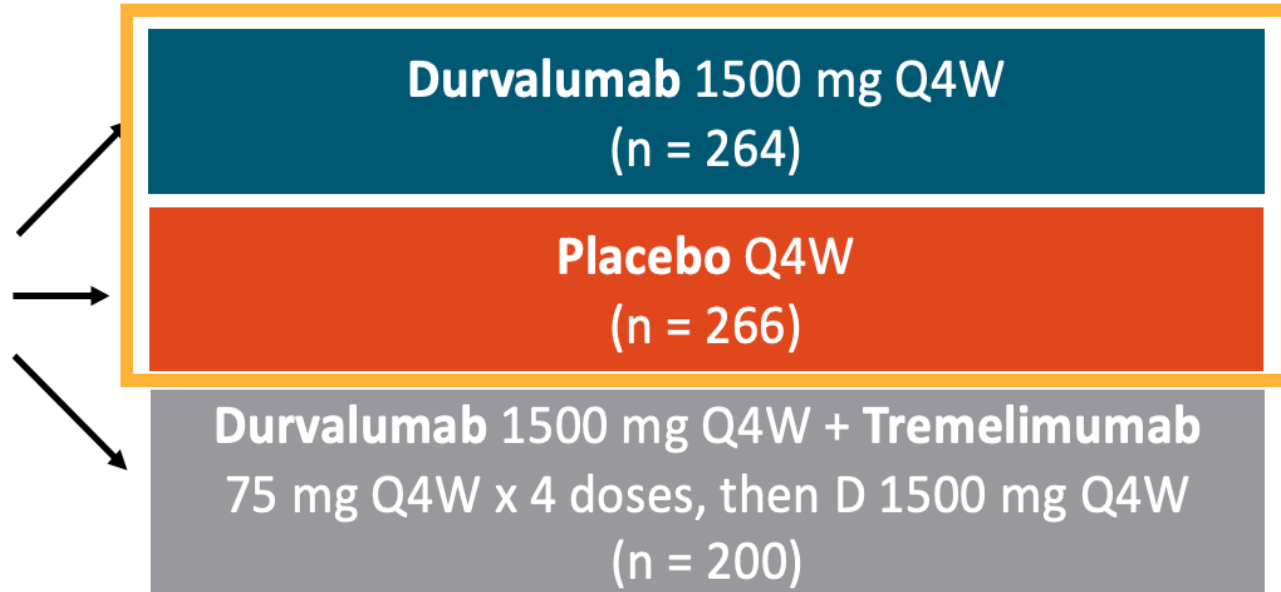 Durvalumab 1500 mg Q4W
(n = 264)
Placebo Q4W
(n = 266)
Durvalumab 1500 mg Q4W + Tremelimumab
75 mg Q4W x 4 doses, then D 1500 mg Q4W
(n = 200)